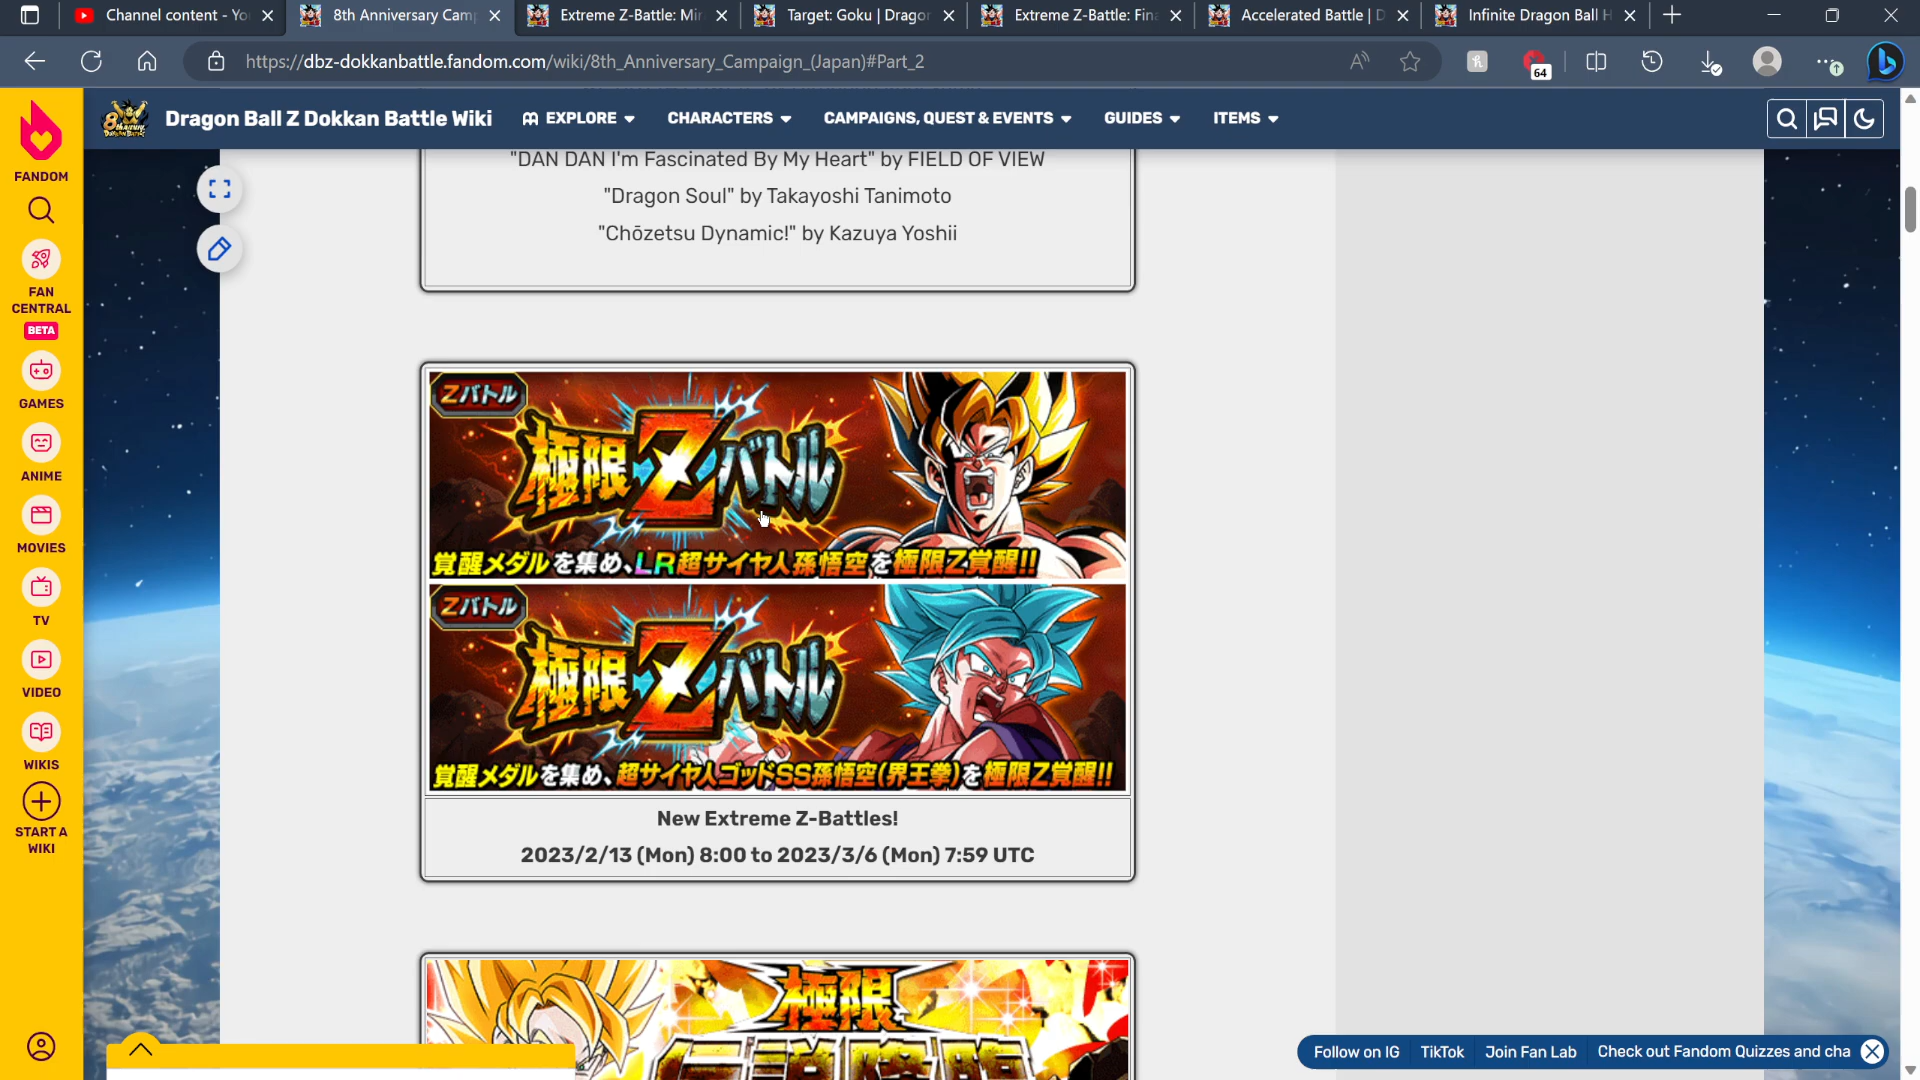 Channel content - Yo
8th Anniversary Cam
Extreme Z-Battle: Mir
Target: Goku | Drago
Extreme Z-Battle: Fin
Accelerated Battle | D
Infinite Dragon Ball H
https://dbz-dokkanbattle.fandom.com/wiki/8th_Anniversary_Campaign_(Japan)#Part_2
64
Dragon Ball Z Dokkan Battle Wiki
EXPLORE
CHARACTERS
CAMPAIGNS, QUEST & EVENTS
GUIDES
ITEMS
FANDOM
FAN
CENTRAL
BETA
GAMES
ANIME
MOVIES
TV
VIDEO
WIKIS
START A
WIKI
"DAN DAN I'm Fascinated By My Heart" by FIELD OF VIEW
"Dragon Soul" by Takayoshi Tanimoto
"Chōzetsu Dynamic!" by Kazuya Yoshii
Zバトル
極限Zバトル
覚醒メダルを集め、LR超サイヤ人孫悟空を極限Z覚醒!!
Zバトル
極限Zバトル
覚醒メダルを集め、超サイヤ人ゴッドSS孫悟空(界王拳)を極限Z覚醒!!
New Extreme Z-Battles!
2023/2/13 (Mon) 8:00 to 2023/3/6 (Mon) 7:59 UTC
極限
伝説降臨
Follow on IG
TikTok
Join Fan Lab
Check out Fandom Quizzes and cha